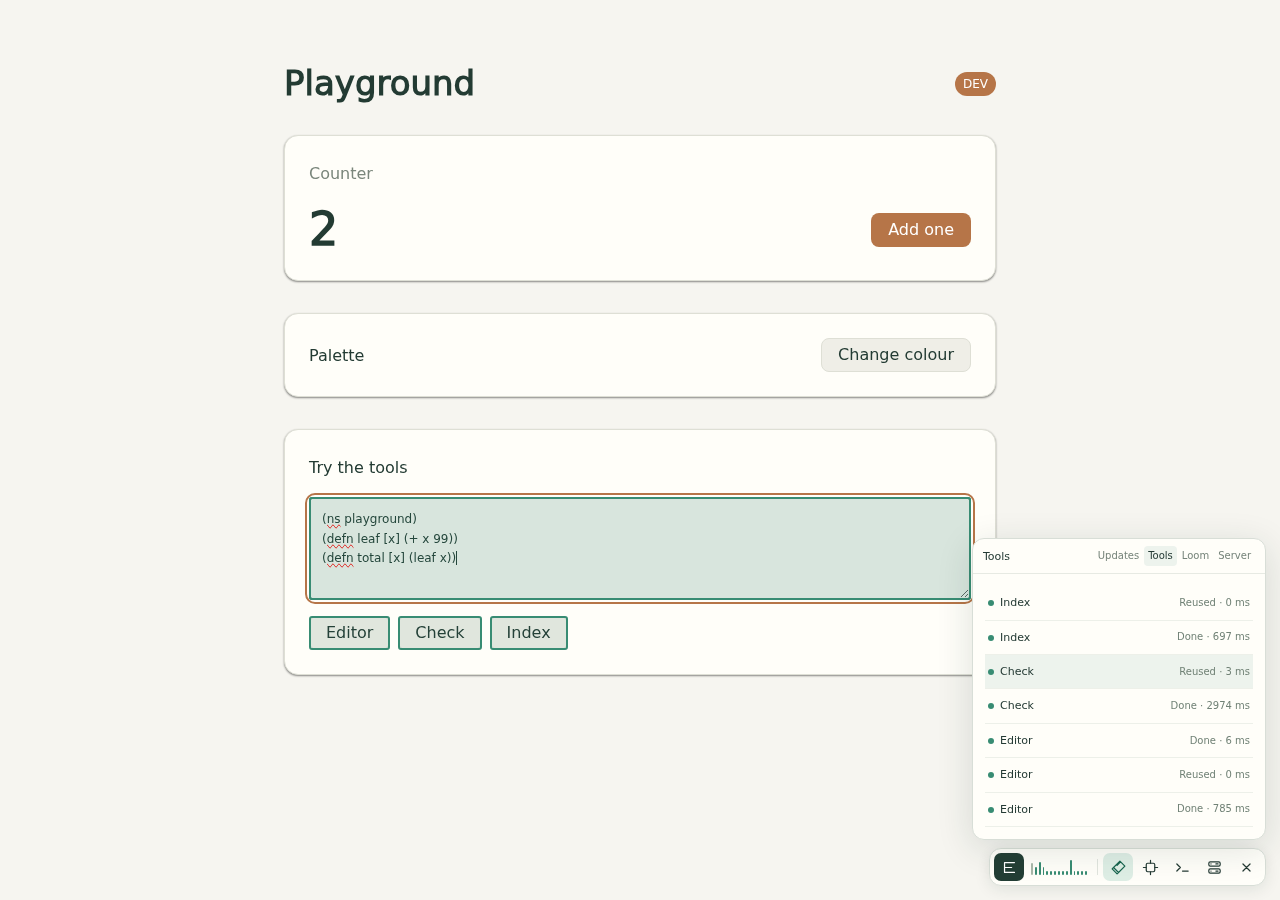 Playground
DEV
Counter
2
Add one
Palette
Change colour
Try the tools
(ns playground)
(defn leaf [x] (+ x 99))
(defn total [x] (leaf x))
Editor Check Index
Tools Updates Tools Loom Server
Index Reused · 0 ms
Index Done · 697 ms
Check Reused · 3 ms
Check Done · 2974 ms
Editor Done · 6 ms
Editor Reused · 0 ms
Editor Done · 785 ms